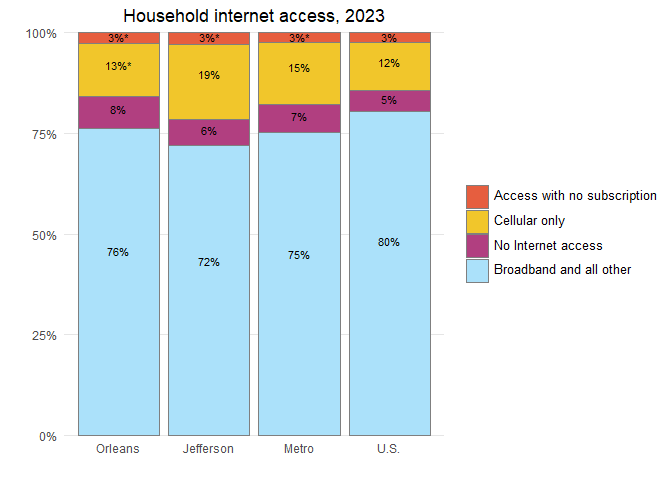 Household internet access, 2023
100%
75%
50%
25%
0%
3%*
3%*
3%*
3%
13%*
19%
15%
12%
8%
6%
7%
5%
76%
72%
75%
80%
Orleans
Jefferson
Metro
U.S.
Access with no subscription
Cellular only
No Internet access
Broadband and all other